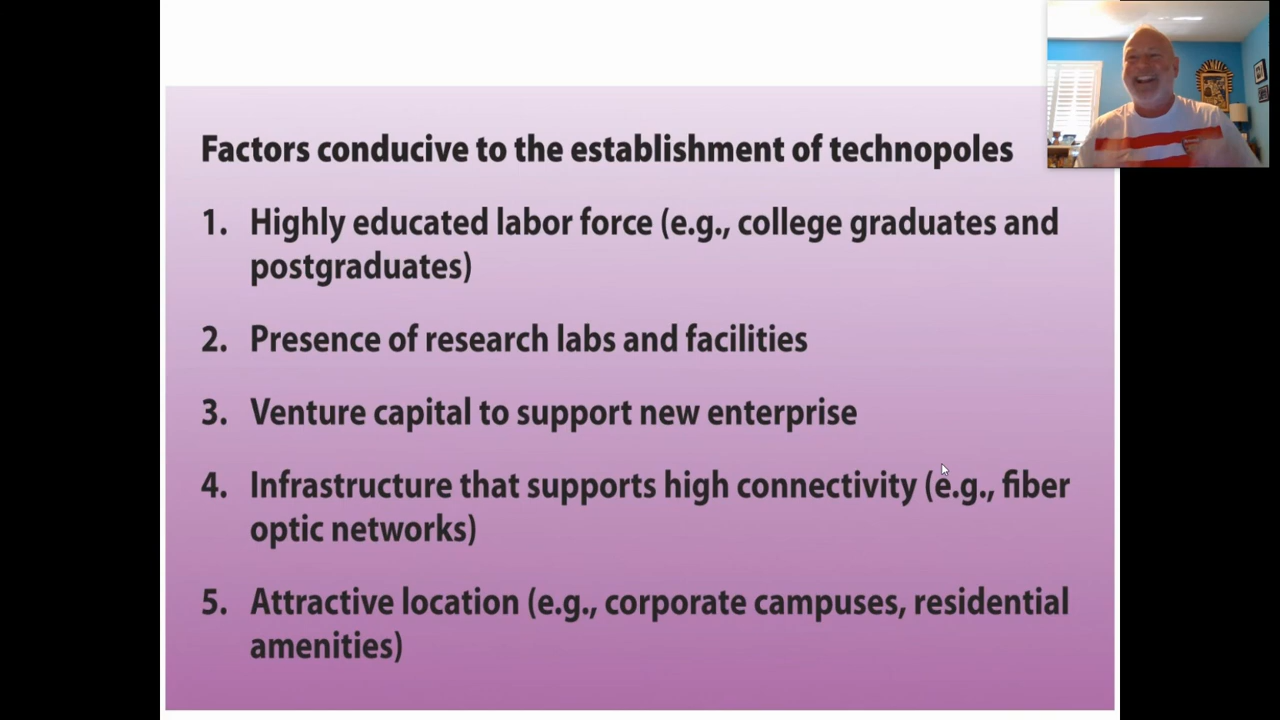 Factors conducive to the establishment of technopoles
1. Highly educated labor force (e.g., college graduates and
postgraduates)
2. Presence of research labs and facilities
3. Venture capital to support new enterprise
4. Infrastructure that supports high connectivity (e.g., fiber
optic networks)
5. Attractive location (e.g., corporate campuses, residential
amenities)